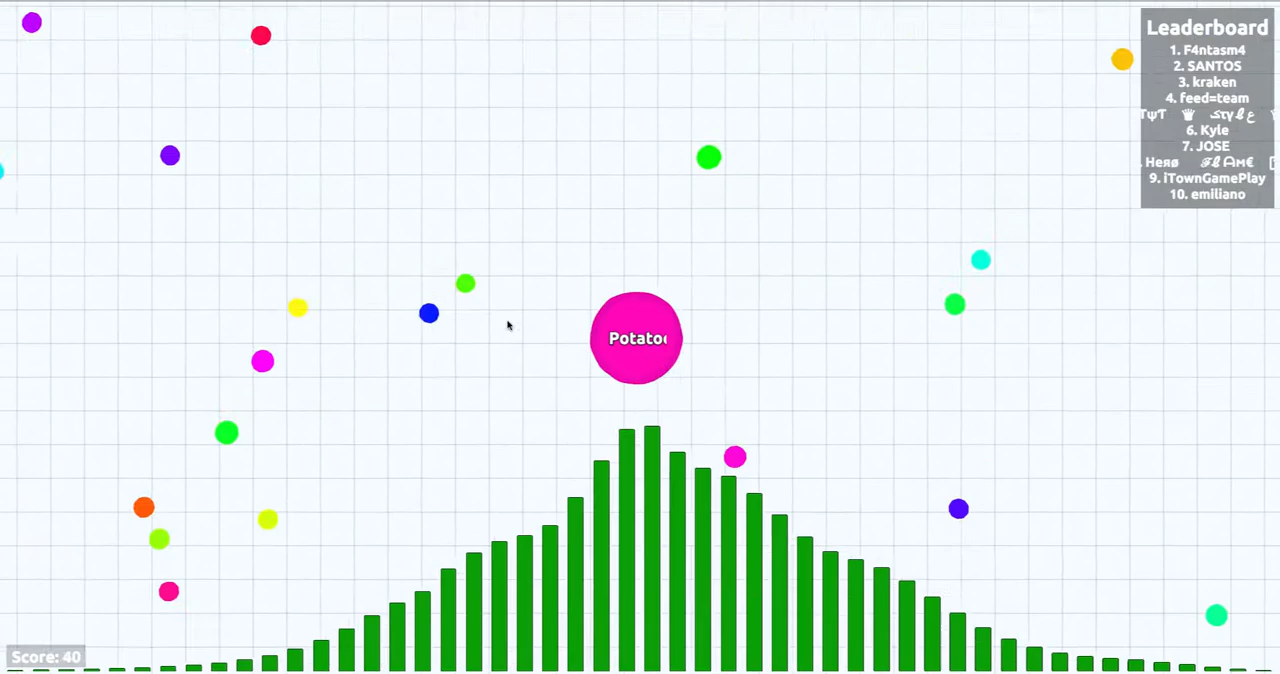 Leaderboard
1. F4ntasm4
2. SANTOS
3. kraken
4. feed=team
6. Kyle
7. JOSE
9. iTownGamePlay
10. emiliano
Potato
Score: 40